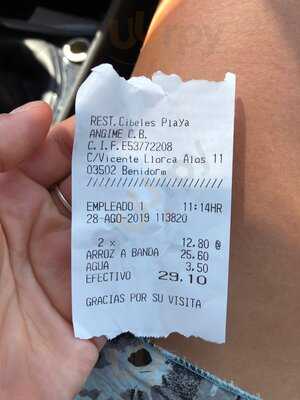 REST. Cibeles Playa
ANGIME C.B.
C.I.F.E53772208
C/Vicente Llorca Alos 11
03502 Benidorm
////////////////////////
EMPLEADO 1 11:14HR
28-AGO-2019 113820
2 x 12.80 @
ARROZ A BANDA 25.60
AGUA 3.50
EFECTIVO 29.10
GRACIAS POR SU VISITA